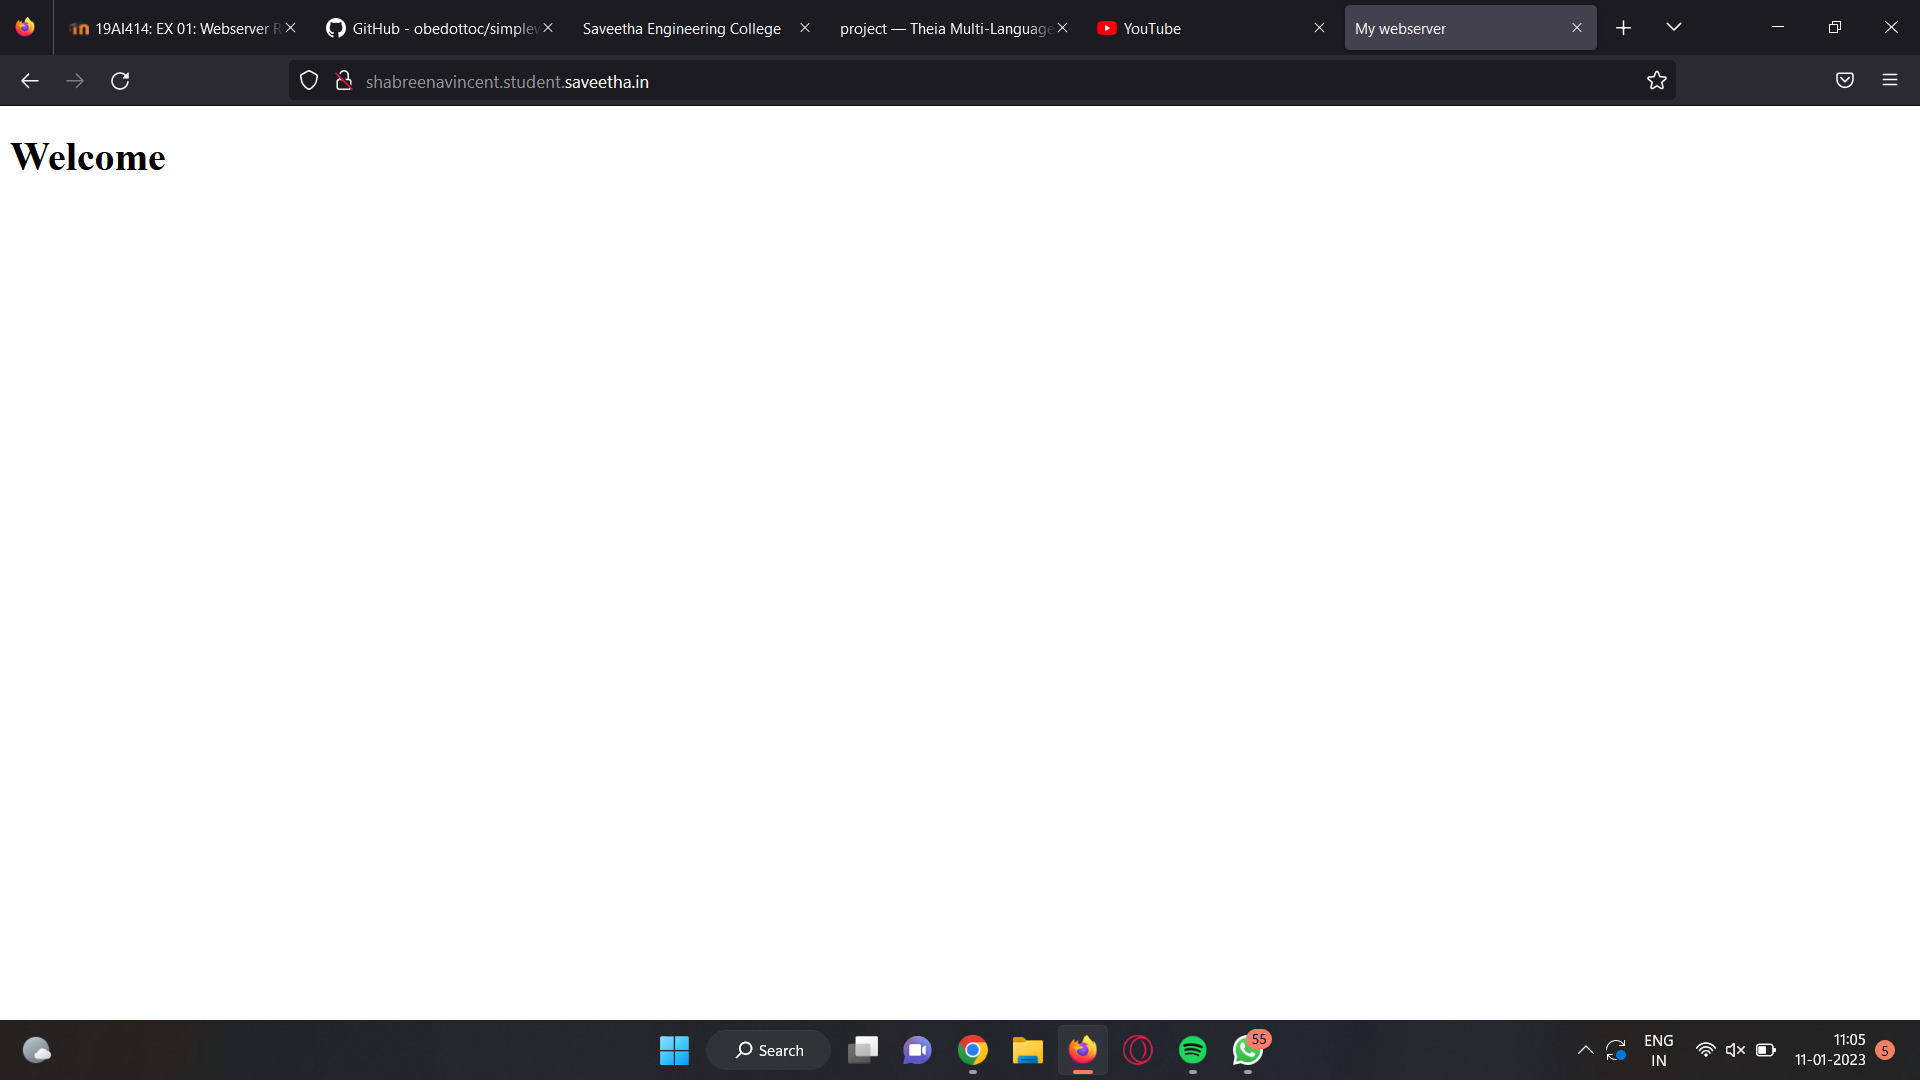 19AI414: EX 01: Webserver
GitHub - obedottoc/simplew
Saveetha Engineering College
project — Theia Multi-Language
YouTube
My webserver
shabreenavincent.student.saveetha.in
Welcome
Search
55
ENG
IN
11:05
11-01-2023
5